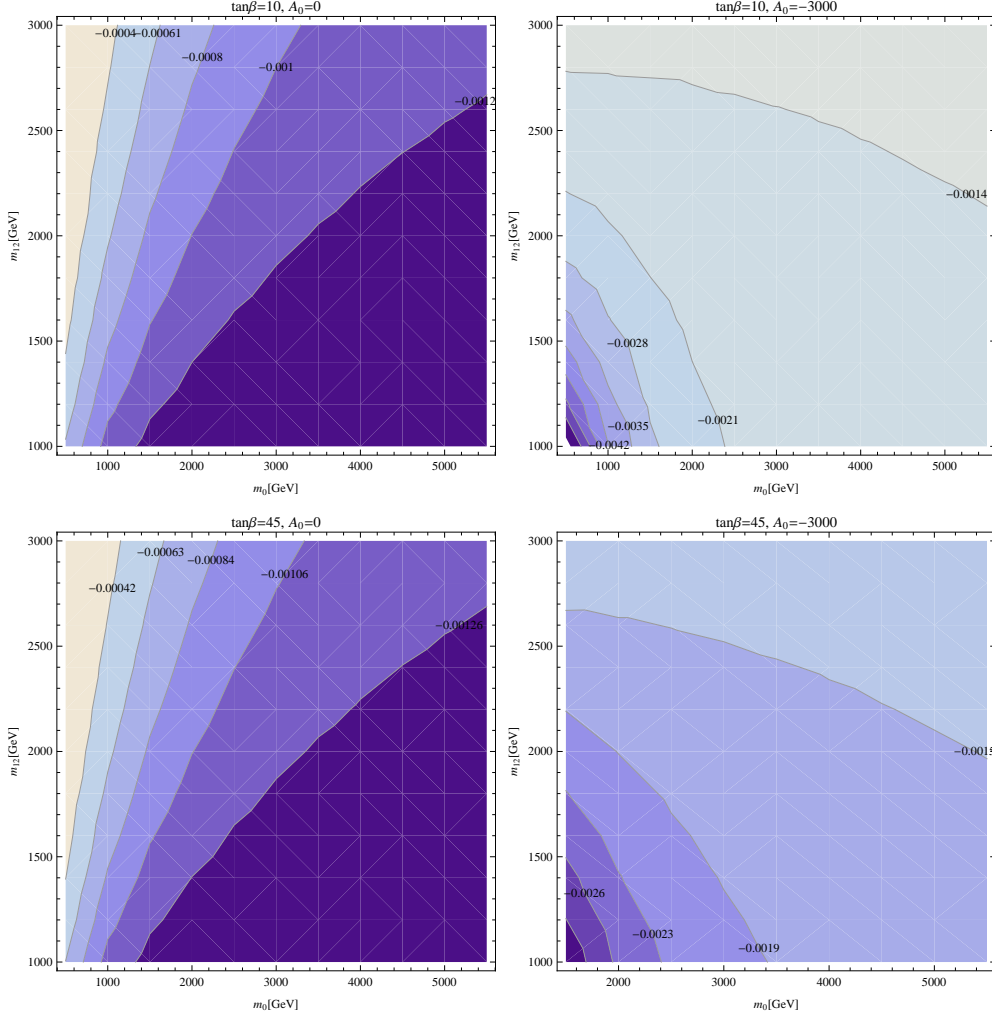 tanβ=10, A0=0
3000
2500
2000
1500
1000
m12[GeV]
−0.0004
−0.00061
−0.0008
−0.001
−0.0012
1000 2000 3000 4000 5000
m0[GeV]
tanβ=10, A0=−3000
3000
2500
2000
1500
1000
m12[GeV]
−0.0014
−0.0028
−0.0021
−0.0035
−0.0042
1000 2000 3000 4000 5000
m0[GeV]
tanβ=45, A0=0
3000
2500
2000
1500
1000
m12[GeV]
−0.00042
−0.00063
−0.00084
−0.00106
−0.00126
1000 2000 3000 4000 5000
m0[GeV]
tanβ=45, A0=−3000
3000
2500
2000
1500
1000
m12[GeV]
−0.0015
−0.0026
−0.0023
−0.0019
2000 3000 4000 5000
m0[GeV]